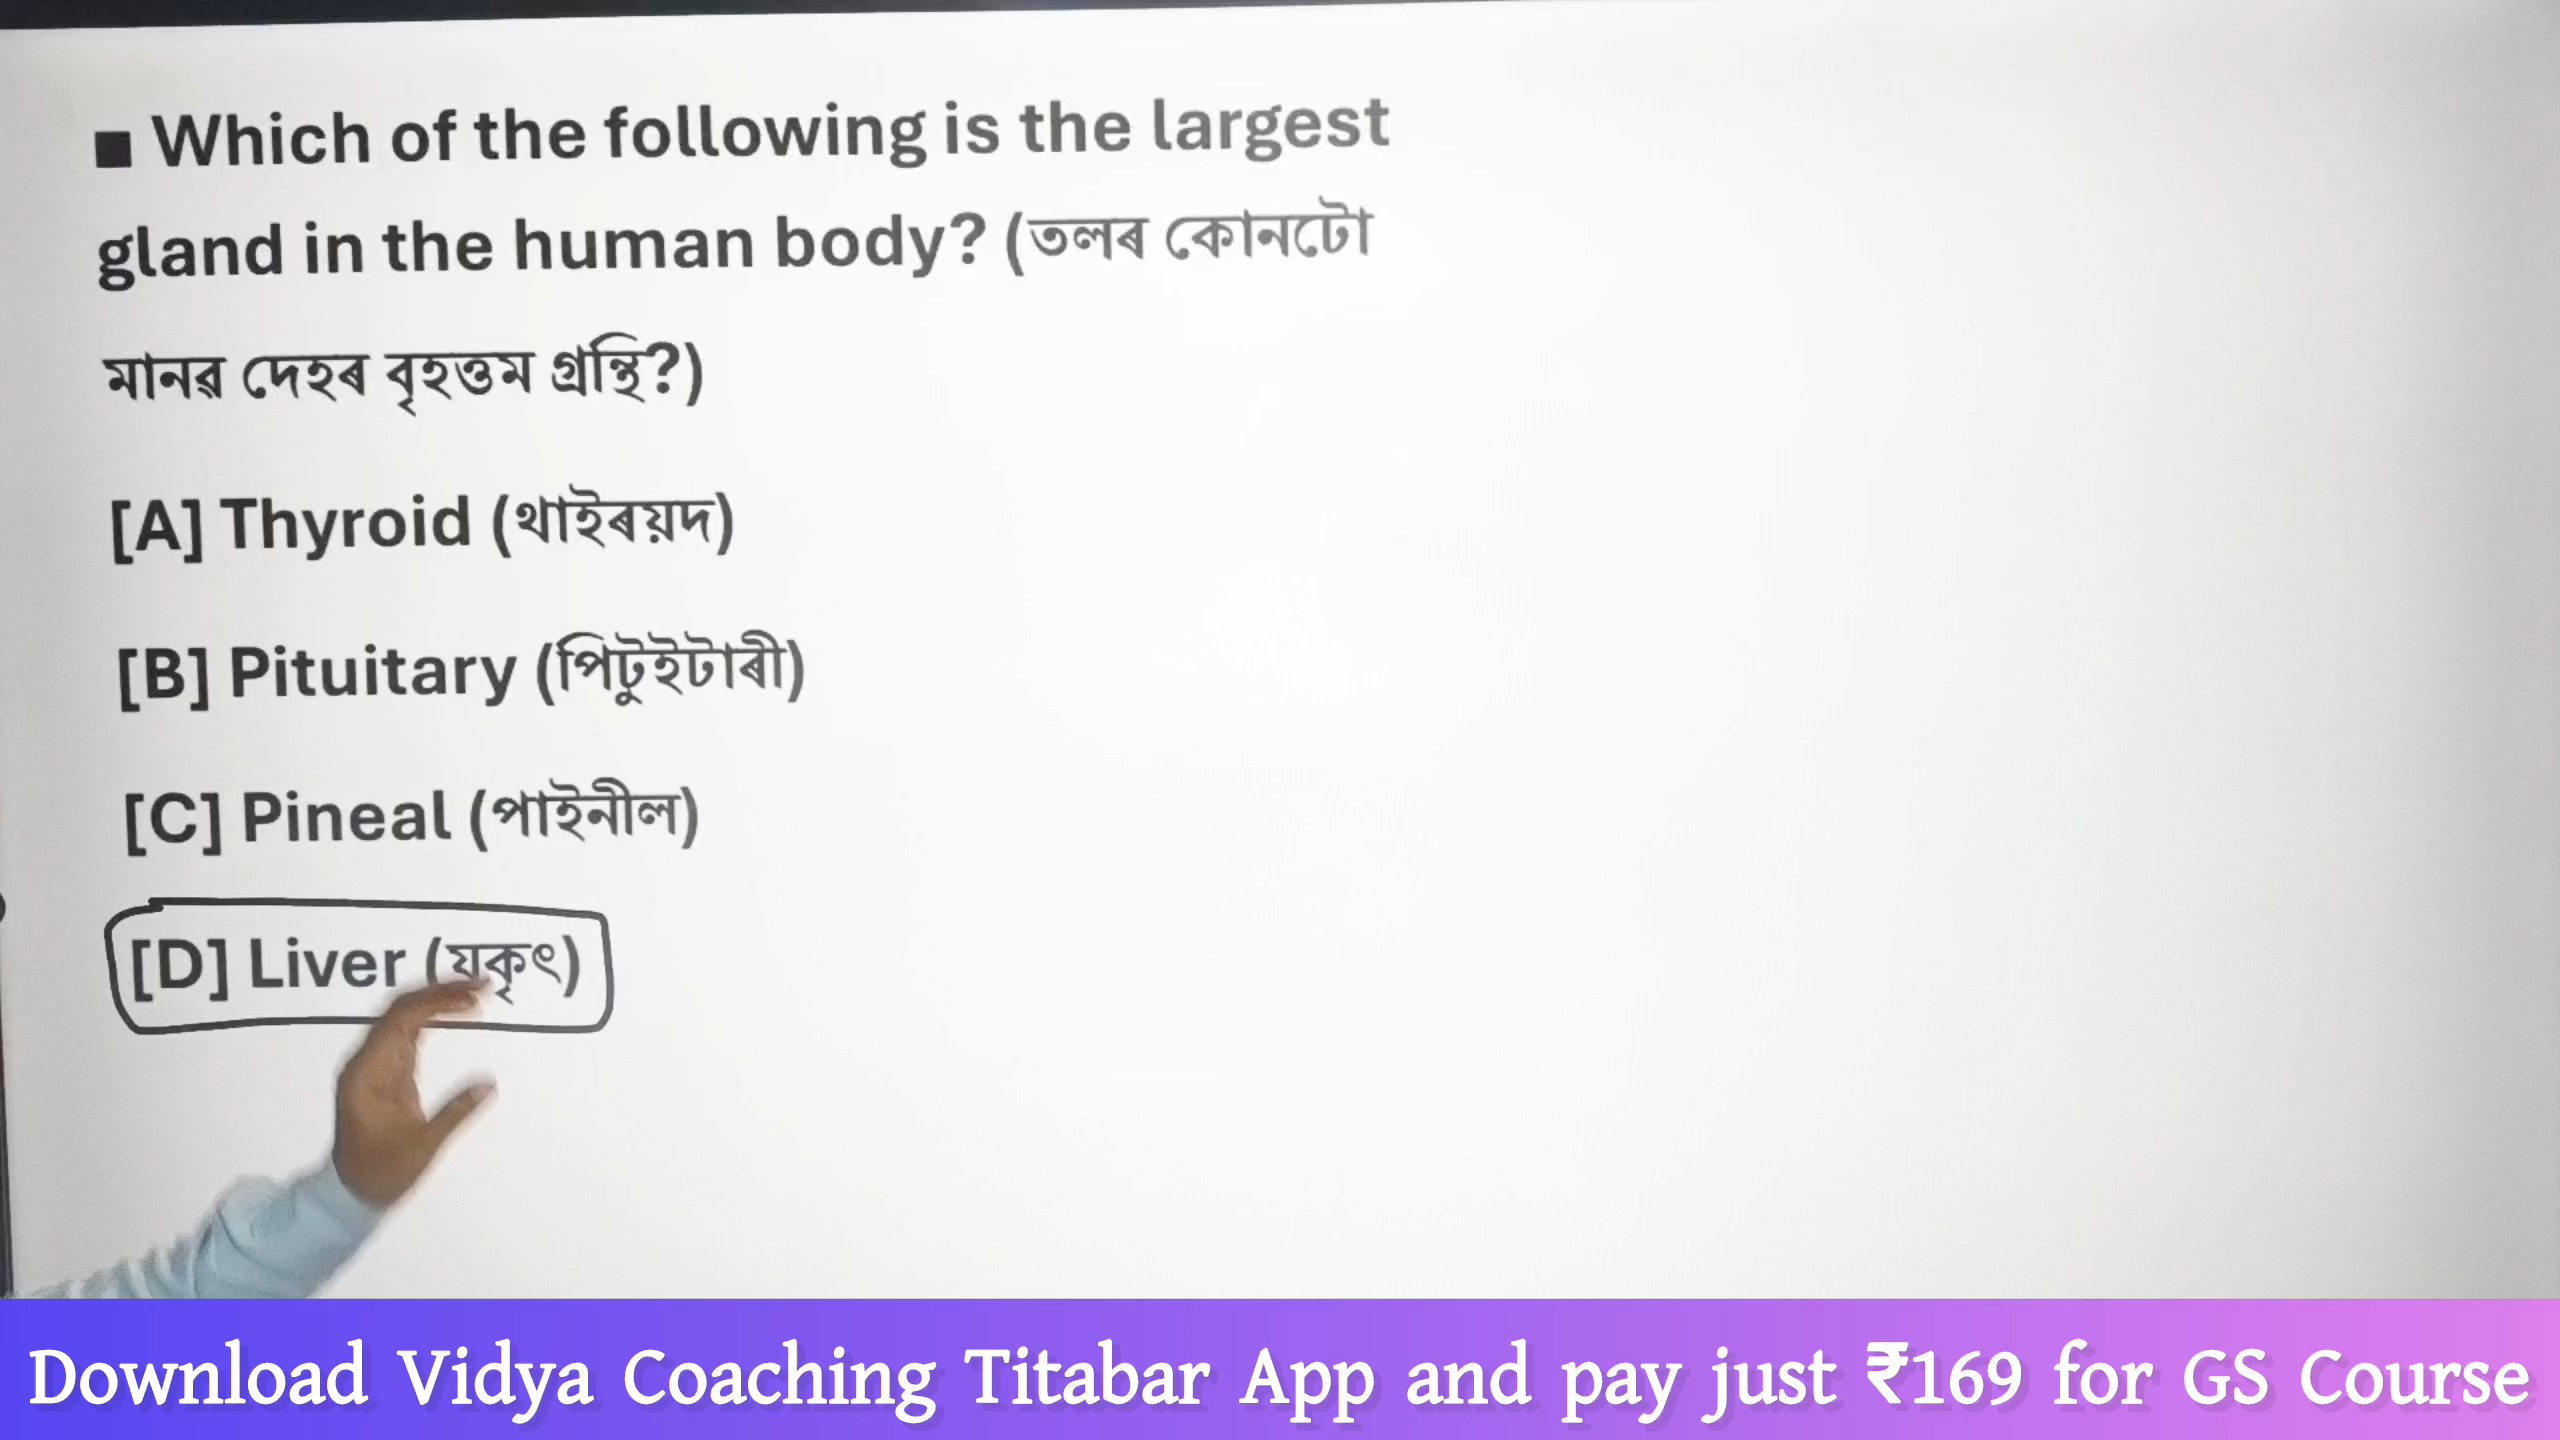 ■ Which of the following is the largest
gland in the human body? (তলৰ কোনটো
মানৱ দেহৰ বৃহত্তম গ্ৰন্থি?)
[A] Thyroid (থাইৰয়দ)
[B] Pituitary (পিটুইটাৰী)
[C] Pineal (পাইনীল)
[D] Liver (যকৃৎ)
Download Vidya Coaching Titabar App and pay just ₹169 for GS Course